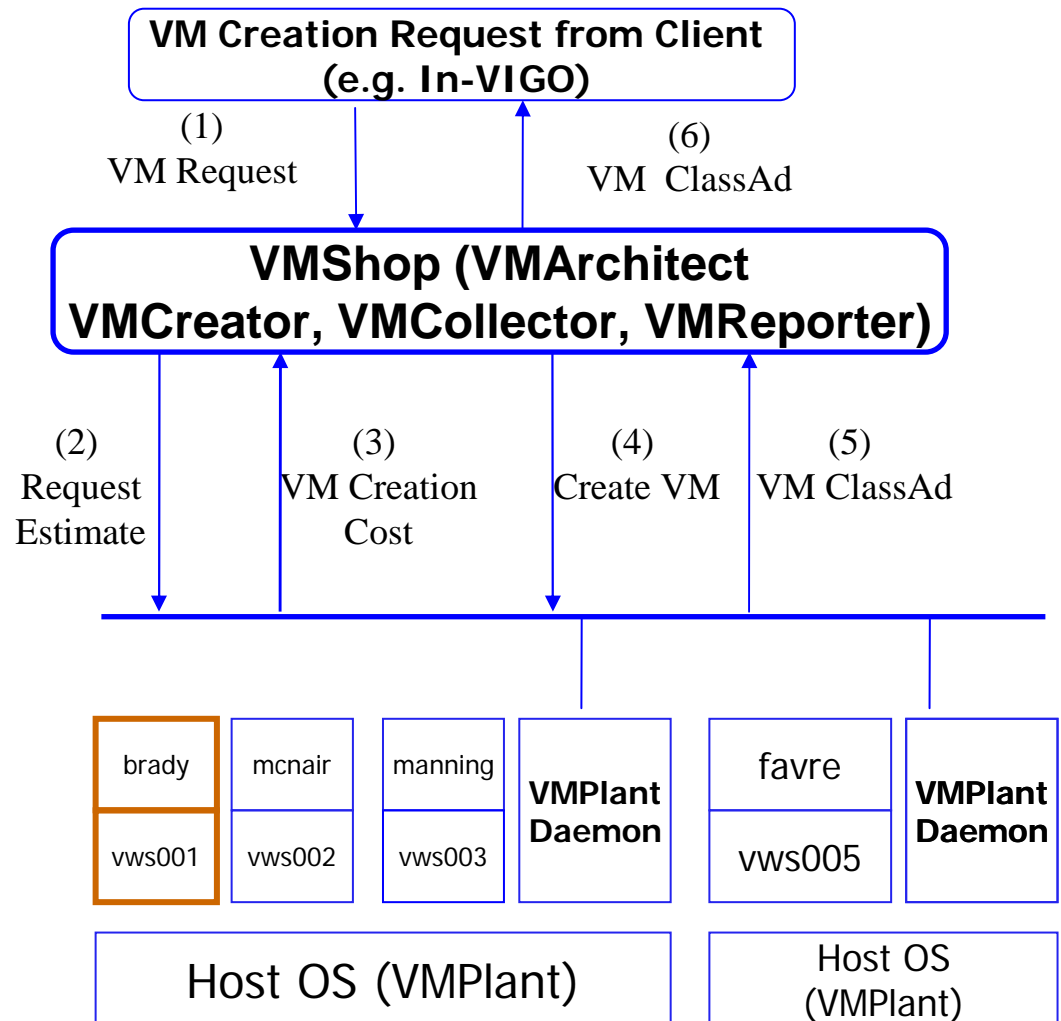 VM Creation Request from Client
(e.g. In-VIGO)
(1)
VM Request
(6)
VM ClassAd
VMShop (VMArchitect
VMCreator, VMCollector, VMReporter)
(2)
Request
Estimate
(3)
VM Creation
Cost
(4)
Create VM
(5)
VM ClassAd
brady
mcnair
manning
VMPlant
Daemon
favre
VMPlant
Daemon
vws001
vws002
vws003
vws005
Host OS (VMPlant)
Host OS
(VMPlant)